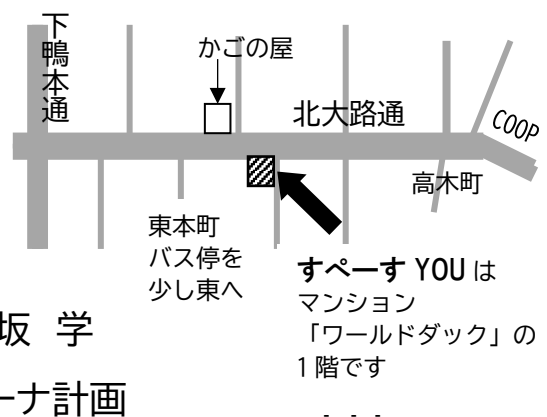 下鴨本通
かごの屋
北大路通
COOP
高木町
東本町
バス停を
少し東へ
すぺーす YOU は
マンション
「ワールドダック」の
1階です
坂 学
ーナ計画